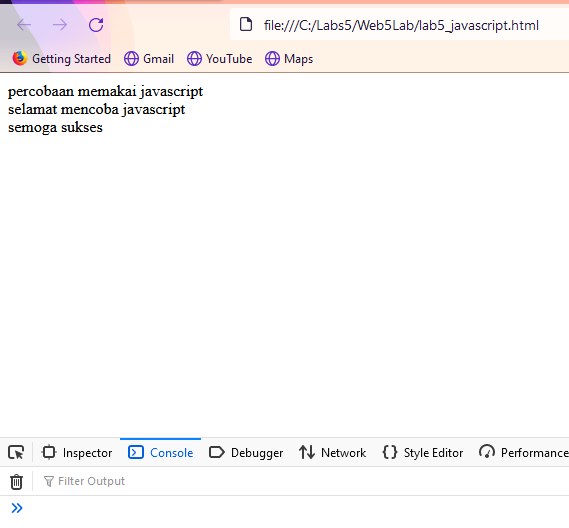 file:///C:/Labs5/Web5Lab/lab5_javascript.html
Getting Started Gmail YouTube Maps
percobaan memakai javascript
selamat mencoba javascript
semoga sukses
Inspector Console Debugger Network Style Editor Performance
Filter Output